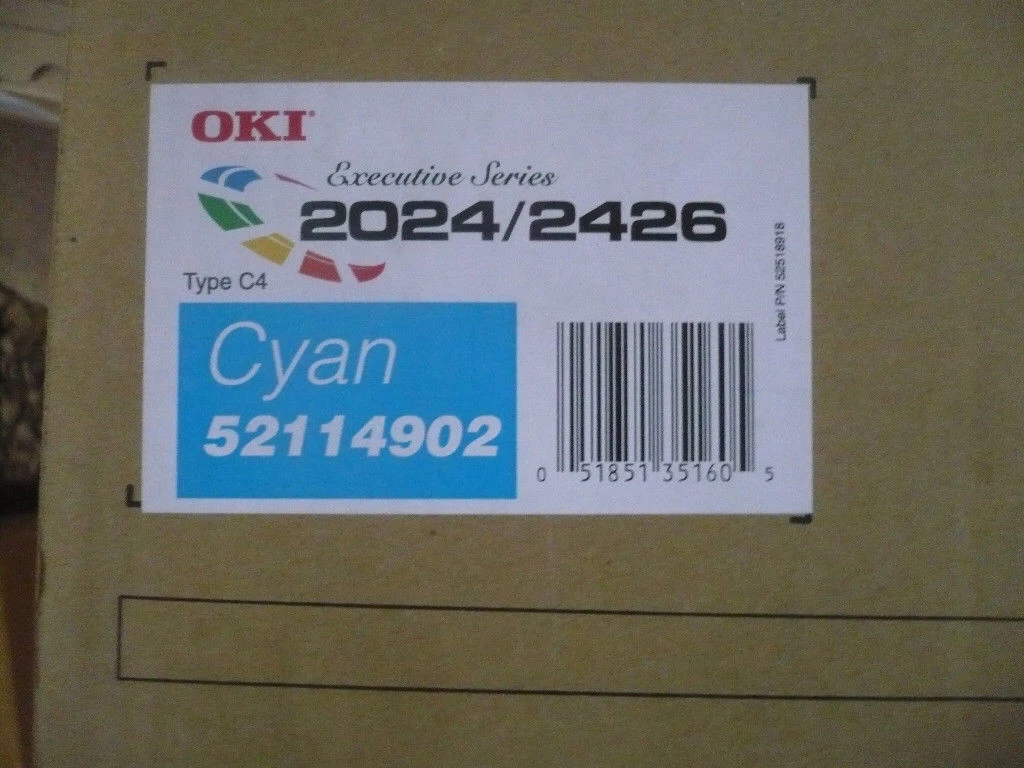 OKI
Executive Series
2024/2426
Type C4
Cyan
52114902
0 51851 35160 5
Label P/N 52518918